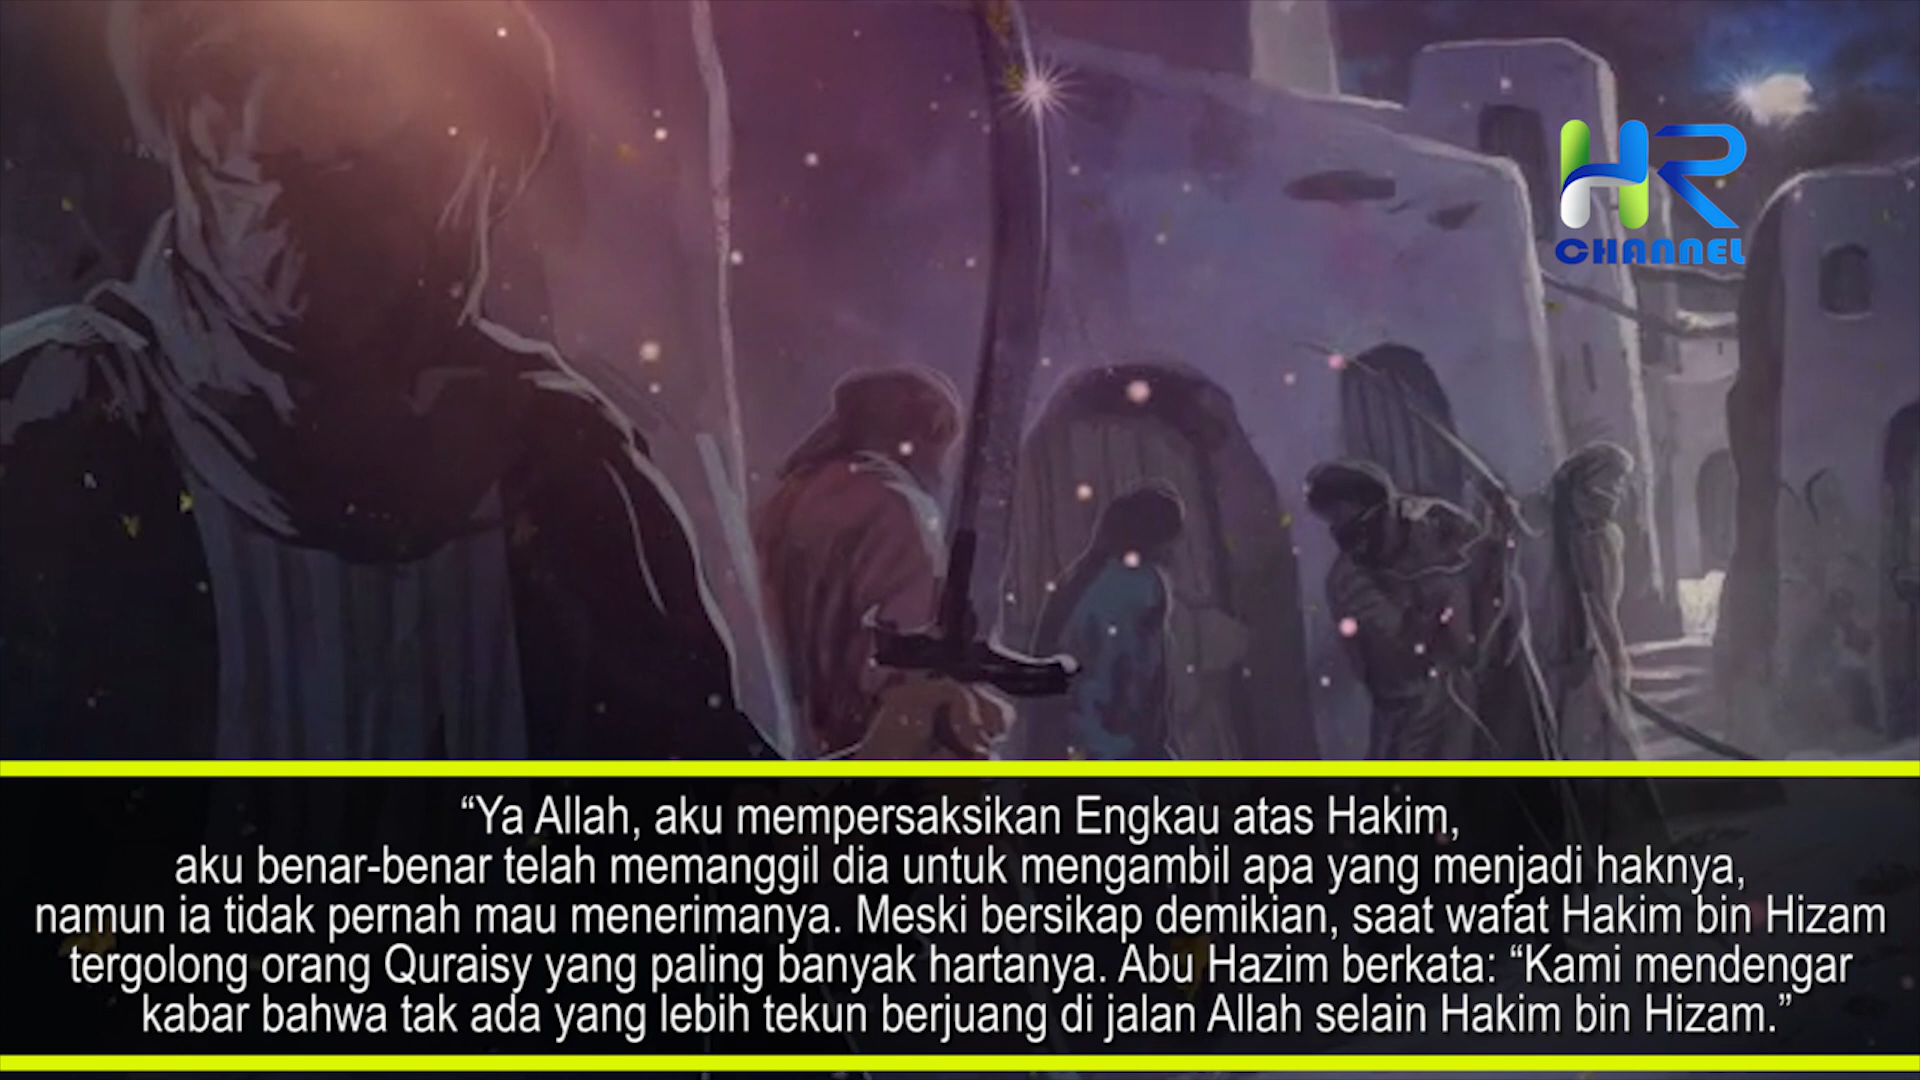 HR
CHANNEL
“Ya Allah, aku mempersaksikan Engkau atas Hakim,
aku benar-benar telah memanggil dia untuk mengambil apa yang menjadi haknya,
namun ia tidak pernah mau menerimanya. Meski bersikap demikian, saat wafat Hakim bin Hizam
tergolong orang Quraisy yang paling banyak hartanya. Abu Hazim berkata: “Kami mendengar
kabar bahwa tak ada yang lebih tekun berjuang di jalan Allah selain Hakim bin Hizam.”